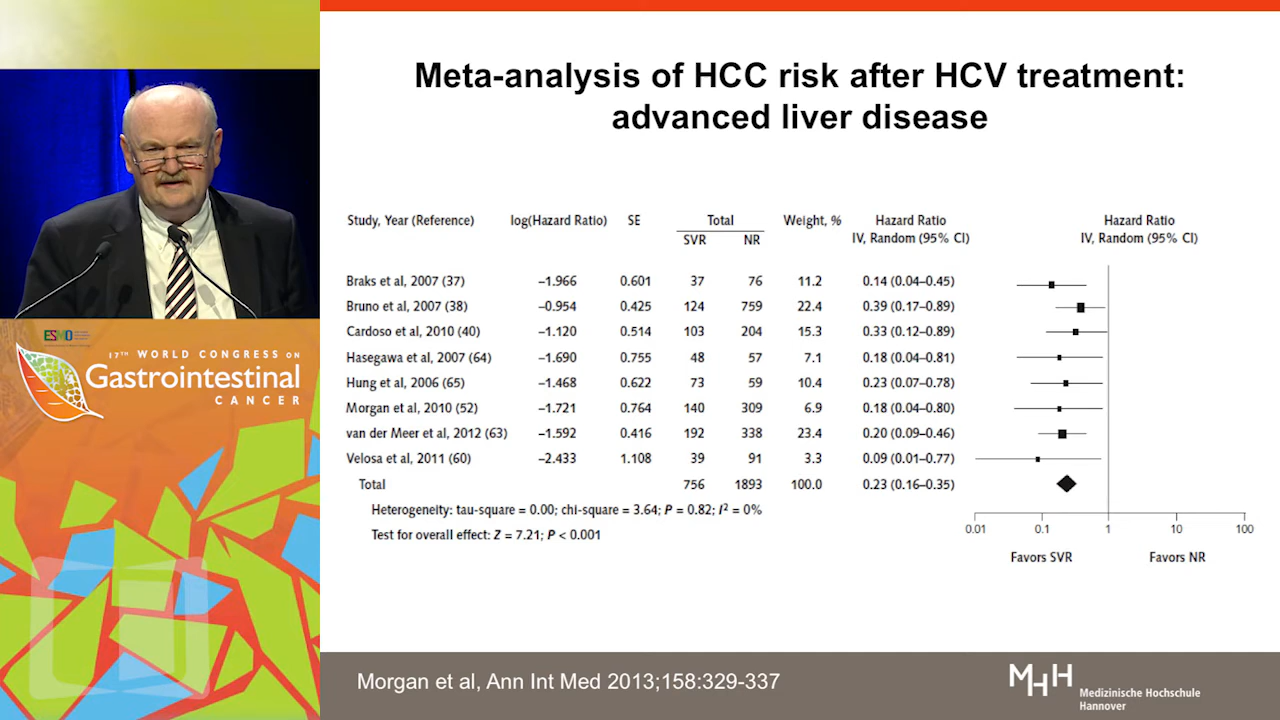 Meta-analysis of HCC risk after HCV treatment:
advanced liver disease
Study, Year (Reference) log(Hazard Ratio) SE Total Weight, % Hazard Ratio Hazard Ratio
SVR NR IV, Random (95% CI) IV, Random (95% CI)
Braks et al, 2007 (37) –1.966 0.601 37 76 11.2 0.14 (0.04–0.45)
Bruno et al, 2007 (38) –0.954 0.425 124 759 22.4 0.39 (0.17–0.89)
Cardoso et al, 2010 (40) –1.120 0.514 103 204 15.3 0.33 (0.12–0.89)
Hasegawa et al, 2007 (64) –1.690 0.755 48 57 7.1 0.18 (0.04–0.81)
Hung et al, 2006 (65) –1.468 0.622 73 59 10.4 0.23 (0.07–0.78)
Morgan et al, 2010 (52) –1.721 0.764 140 309 6.9 0.18 (0.04–0.80)
van der Meer et al, 2012 (63) –1.592 0.416 192 338 23.4 0.20 (0.09–0.46)
Velosa et al, 2011 (60) –2.433 1.108 39 91 3.3 0.09 (0.01–0.77)
Total 756 1893 100.0 0.23 (0.16–0.35)
Heterogeneity: tau-square = 0.00; chi-square = 3.64; P = 0.82; I² = 0%
Test for overall effect: Z = 7.21; P < 0.001
0.01 0.1 1 10 100
Favors SVR Favors NR
Morgan et al, Ann Int Med 2013;158:329-337
MHH
Medizinische Hochschule
Hannover
ESMO
17TH WORLD CONGRESS ON
Gastrointestinal
CANCER